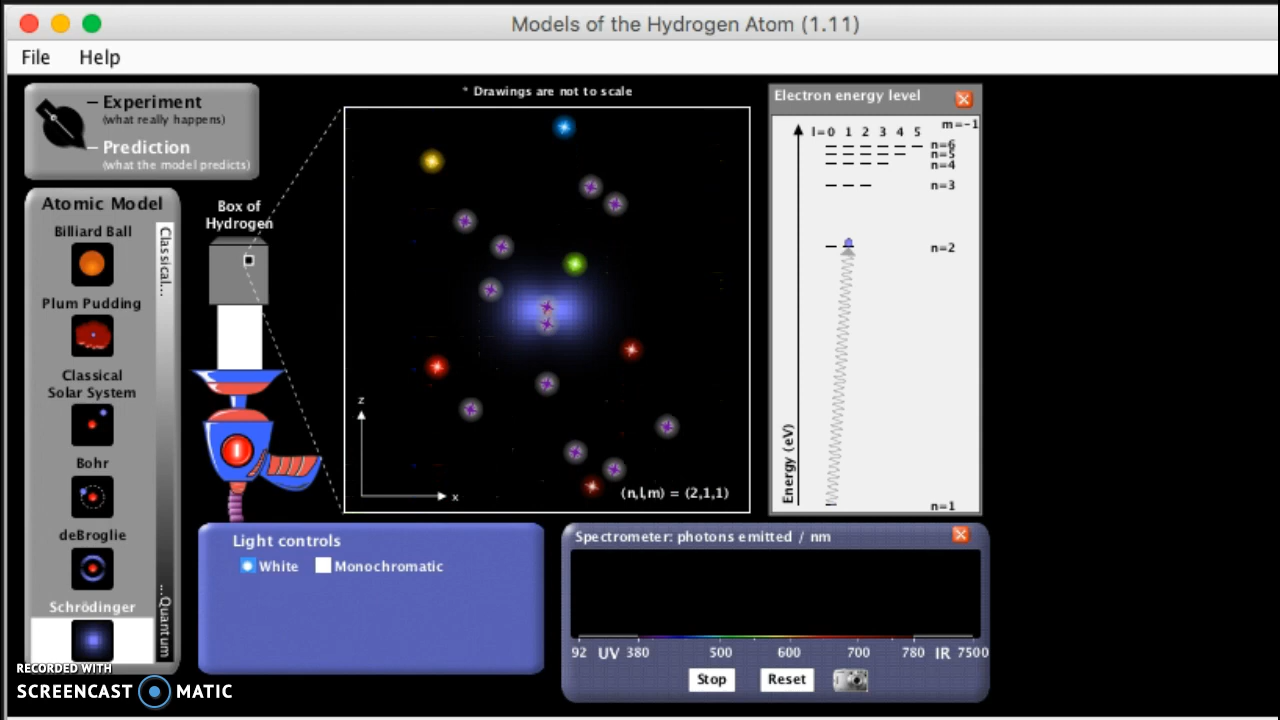 Models of the Hydrogen Atom (1.11)
File Help
Experiment
(what really happens)
Prediction
(what the model predicts)
* Drawings are not to scale
Electron energy level
l=0 1 2 3 4 5 m=-1
n=6
n=5
n=4
n=3
n=2
n=1
Energy (eV)
Atomic Model
Billiard Ball
Plum Pudding
Classical
Solar System
Bohr
deBroglie
Schrödinger
Classical...
...Quantum
Box of
Hydrogen
z
x
(n,l,m) = (2,1,1)
Light controls
White Monochromatic
Spectrometer: photons emitted / nm
92 UV 380 500 600 700 780 IR 7500
Stop Reset
RECORDED WITH
SCREENCAST MATIC